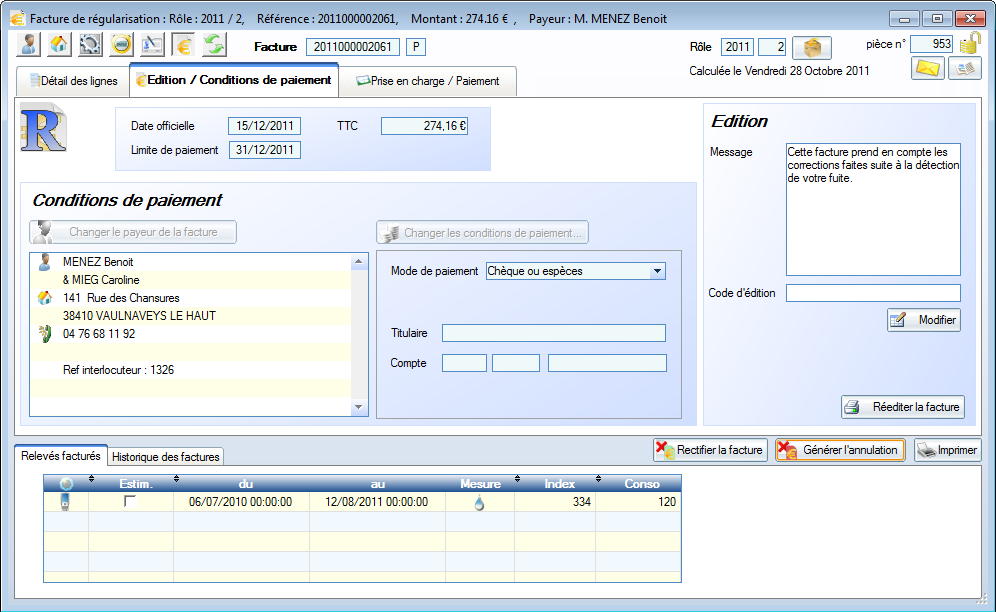 Facture de régularisation : Rôle : 2011 / 2, Référence : 2011000002061, Montant : 274.16 € , Payeur : M. MENEZ Benoit
Facture 2011000002061 P
Rôle 2011 2
pièce n° 953
Calculée le Vendredi 28 Octobre 2011
Détail des lignes
Edition / Conditions de paiement
Prise en charge / Paiement
R
Date officielle 15/12/2011 TTC 274,16 €
Limite de paiement 31/12/2011
Edition
Message
Cette facture prend en compte les
corrections faites suite à la détection
de votre fuite.
Code d'édition
Modifier
Rééditer la facture
Conditions de paiement
Changer le payeur de la facture
Changer les conditions de paiement...
MENEZ Benoit
& MIEG Caroline
141 Rue des Chansures
38410 VAULNAVEYS LE HAUT
04 76 68 11 92
Ref interlocuteur : 1326
Mode de paiement Chèque ou espèces
Titulaire
Compte
Relevés facturés
Historique des factures
Rectifier la facture
Générer l'annulation
Imprimer
Estim. du au Mesure Index Conso
06/07/2010 00:00:00 12/08/2011 00:00:00 334 120